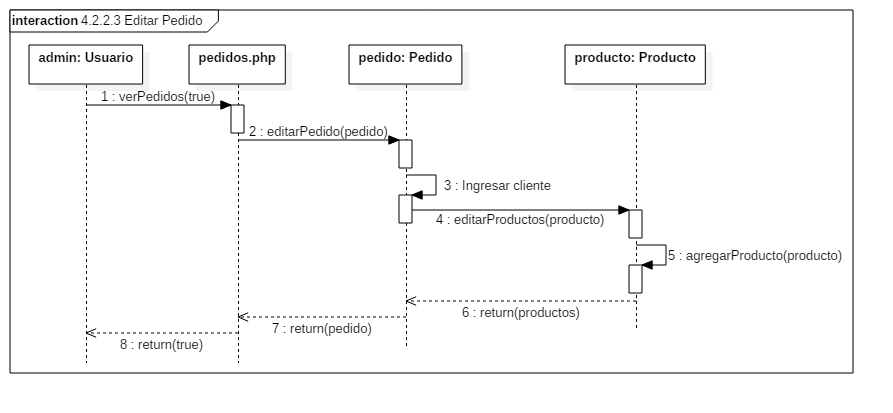 interaction 4.2.2.3 Editar Pedido
admin: Usuario
pedidos.php
pedido: Pedido
producto: Producto
1 : verPedidos(true)
2 : editarPedido(pedido)
3 : Ingresar cliente
4 : editarProductos(producto)
5 : agregarProducto(producto)
6 : return(productos)
7 : return(pedido)
8 : return(true)